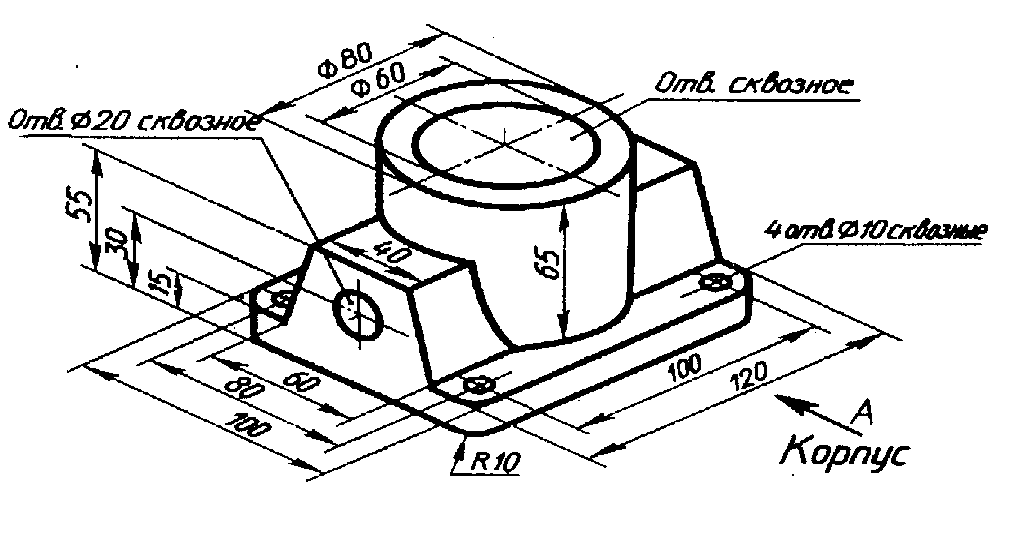 Ф80
Ф60
Отв. сквозное
Отв. Ф20 сквозное
55
30
15
40
65
4 отв. Ф10 сквозные
60
80
100
100
120
R10
А
Корпус